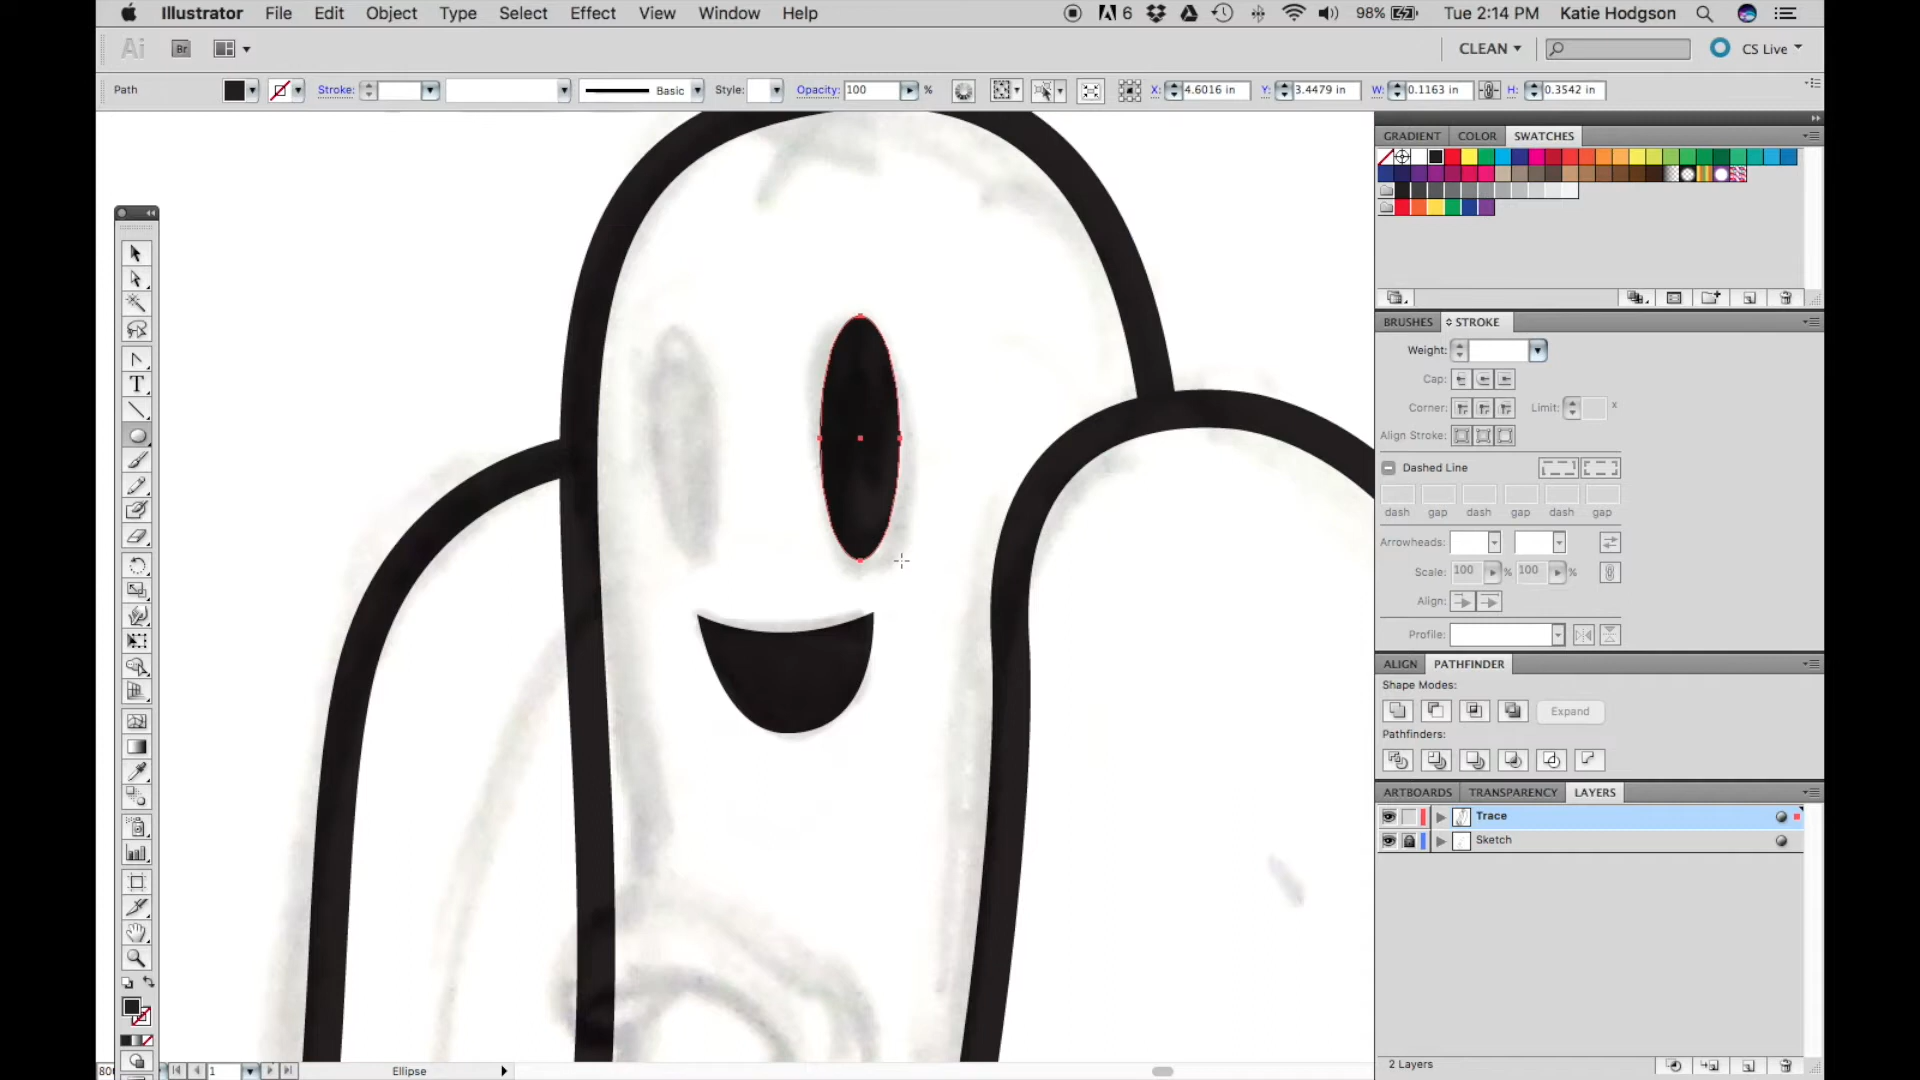 Illustrator File Edit Object Type Select Effect View Window Help 6 98% Tue 2:14 PM Katie Hodgson
Ai Br CLEAN CS Live
Path Stroke: Basic Style: Opacity: 100 % X: 4.6016 in Y: 3.4479 in W: 0.1163 in H: 0.3542 in
GRADIENT COLOR SWATCHES
BRUSHES STROKE
Weight:
Cap:
Corner: Limit: x
Align Stroke:
Dashed Line
dash gap dash gap dash gap
Arrowheads:
Scale: 100 % 100 %
Align:
Profile:
ALIGN PATHFINDER
Shape Modes:
Expand
Pathfinders:
ARTBOARDS TRANSPARENCY LAYERS
Trace
Sketch
2 Layers
T
800 1 Ellipse